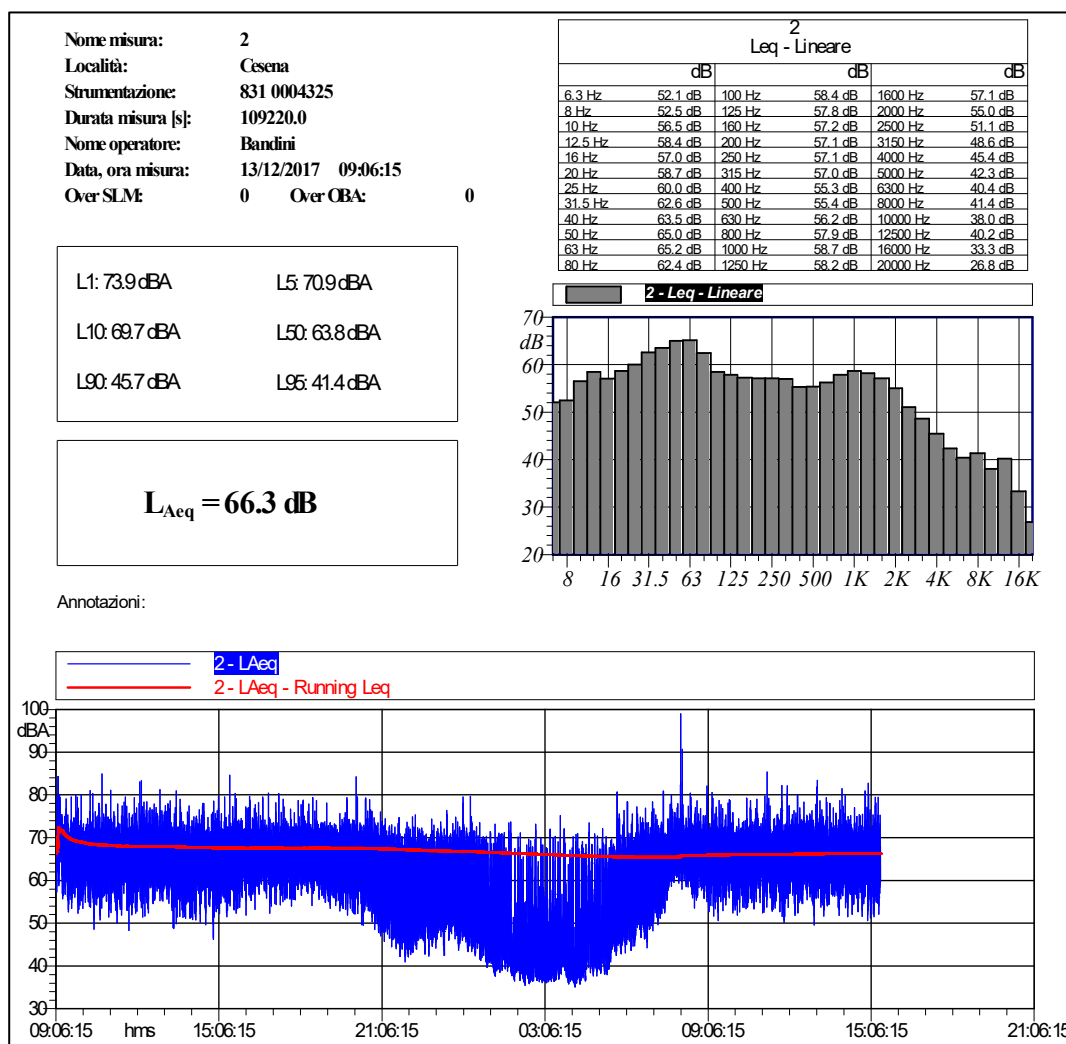 Nome misura: 2
Località: Cesena
Strumentazione: 831 0004325
Durata misura [s]: 109220.0
Nome operatore: Bandini
Data, ora misura: 13/12/2017 09:06:15
Over SLM: 0 Over OBA: 0
2
Leq - Lineare
dB dB dB
6.3 Hz 52.1 dB 100 Hz 58.4 dB 1600 Hz 57.1 dB
8 Hz 52.5 dB 125 Hz 57.8 dB 2000 Hz 55.0 dB
10 Hz 56.5 dB 160 Hz 57.2 dB 2500 Hz 51.1 dB
12.5 Hz 58.4 dB 200 Hz 57.1 dB 3150 Hz 48.6 dB
16 Hz 57.0 dB 250 Hz 57.1 dB 4000 Hz 45.4 dB
20 Hz 58.7 dB 315 Hz 57.0 dB 5000 Hz 42.3 dB
25 Hz 60.0 dB 400 Hz 55.3 dB 6300 Hz 40.4 dB
31.5 Hz 62.6 dB 500 Hz 55.4 dB 8000 Hz 41.4 dB
40 Hz 63.5 dB 630 Hz 56.2 dB 10000 Hz 38.0 dB
50 Hz 65.0 dB 800 Hz 57.9 dB 12500 Hz 40.2 dB
63 Hz 65.2 dB 1000 Hz 58.7 dB 16000 Hz 33.3 dB
80 Hz 62.4 dB 1250 Hz 58.2 dB 20000 Hz 26.8 dB
L1: 73.9 dBA L5: 70.9 dBA
L10: 69.7 dBA L50: 63.8 dBA
L90: 45.7 dBA L95: 41.4 dBA
LAeq = 66.3 dB
2 - Leq - Lineare
70
dB
60
50
40
30
20
8 16 31.5 63 125 250 500 1K 2K 4K 8K 16K
Annotazioni:
2 - LAeq
2 - LAeq - Running Leq
100
dBA
90
80
70
60
50
40
30
09:06:15 hms 15:06:15 21:06:15 03:06:15 09:06:15 15:06:15 21:06:15